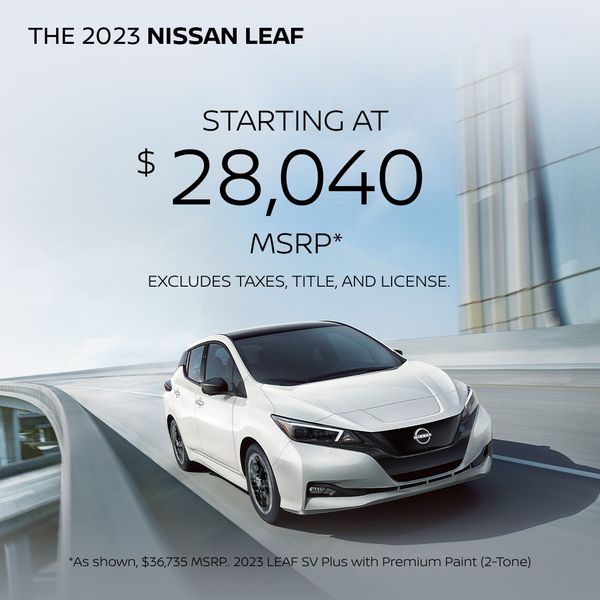 THE 2023 NISSAN LEAF
STARTING AT
$ 28,040
MSRP*
EXCLUDES TAXES, TITLE, AND LICENSE.
NISSAN
*As shown, $36,735 MSRP.. 2023 LEAF SV Plus with Premium Paint (2-Tone)